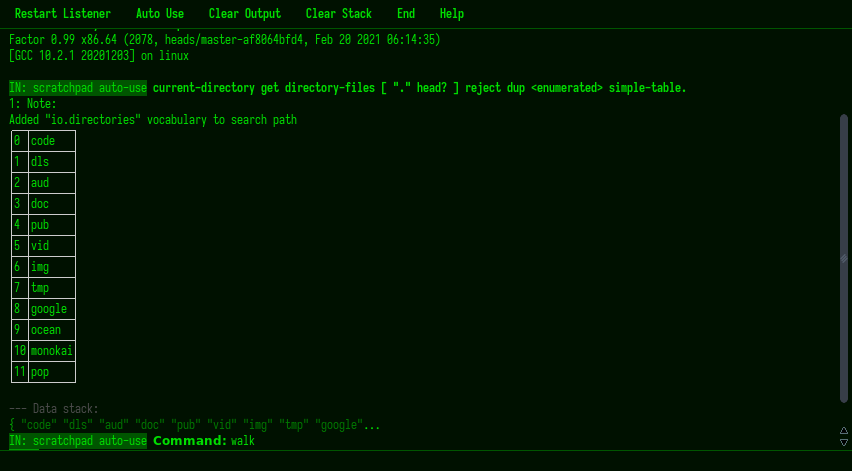 Restart Listener Auto Use Clear Output Clear Stack End Help
Factor 0.99 x86.64 (2078, heads/master-af8064bfd4, Feb 20 2021 06:14:35)
[GCC 10.2.1 20201203] on linux
IN: scratchpad auto-use current-directory get directory-files [ "." head? ] reject dup <enumerated> simple-table.
1: Note:
Added "io.directories" vocabulary to search path
0 code
1 dls
2 aud
3 doc
4 pub
5 vid
6 img
7 tmp
8 google
9 ocean
10 monokai
11 pop
--- Data stack:
{ "code" "dls" "aud" "doc" "pub" "vid" "img" "tmp" "google"...
IN: scratchpad auto-use Command: walk